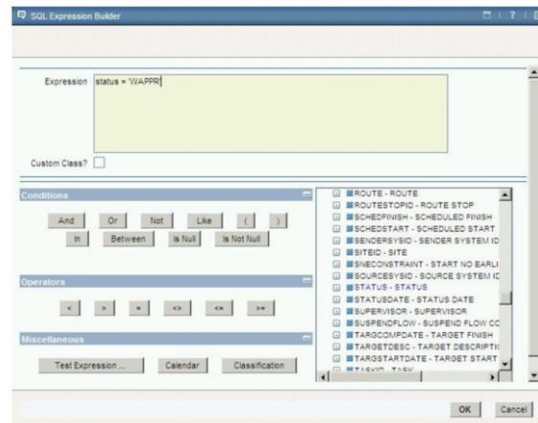 SQL Expression Builder
?
Expression
status = 'WAPPR'
Custom Class?
Conditions
And Or Not Like ( )
In Between Is Null Is Not Null
Operators
< > = <> <= >=
Miscellaneous
Test Expression ... Calendar Classification
ROUTE - ROUTE
ROUTESTOPID - ROUTE STOP
SCHEDFINISH - SCHEDULED FINISH
SCHEDSTART - SCHEDULED START
SENDERSYSID - SENDER SYSTEM ID
SITEID - SITE
SNECONSTRAINT - START NO EARLI
SOURCESYSID - SOURCE SYSTEM ID
STATUS - STATUS
STATUSDATE - STATUS DATE
SUPERVISOR - SUPERVISOR
SUSPENDFLOW - SUSPEND FLOW CO
TARGCOMPDATE - TARGET FINISH
TARGETDESC - TARGET DESCRIPTI
TARGSTARTDATE - TARGET START
TASKID - TASK
OK Cancel